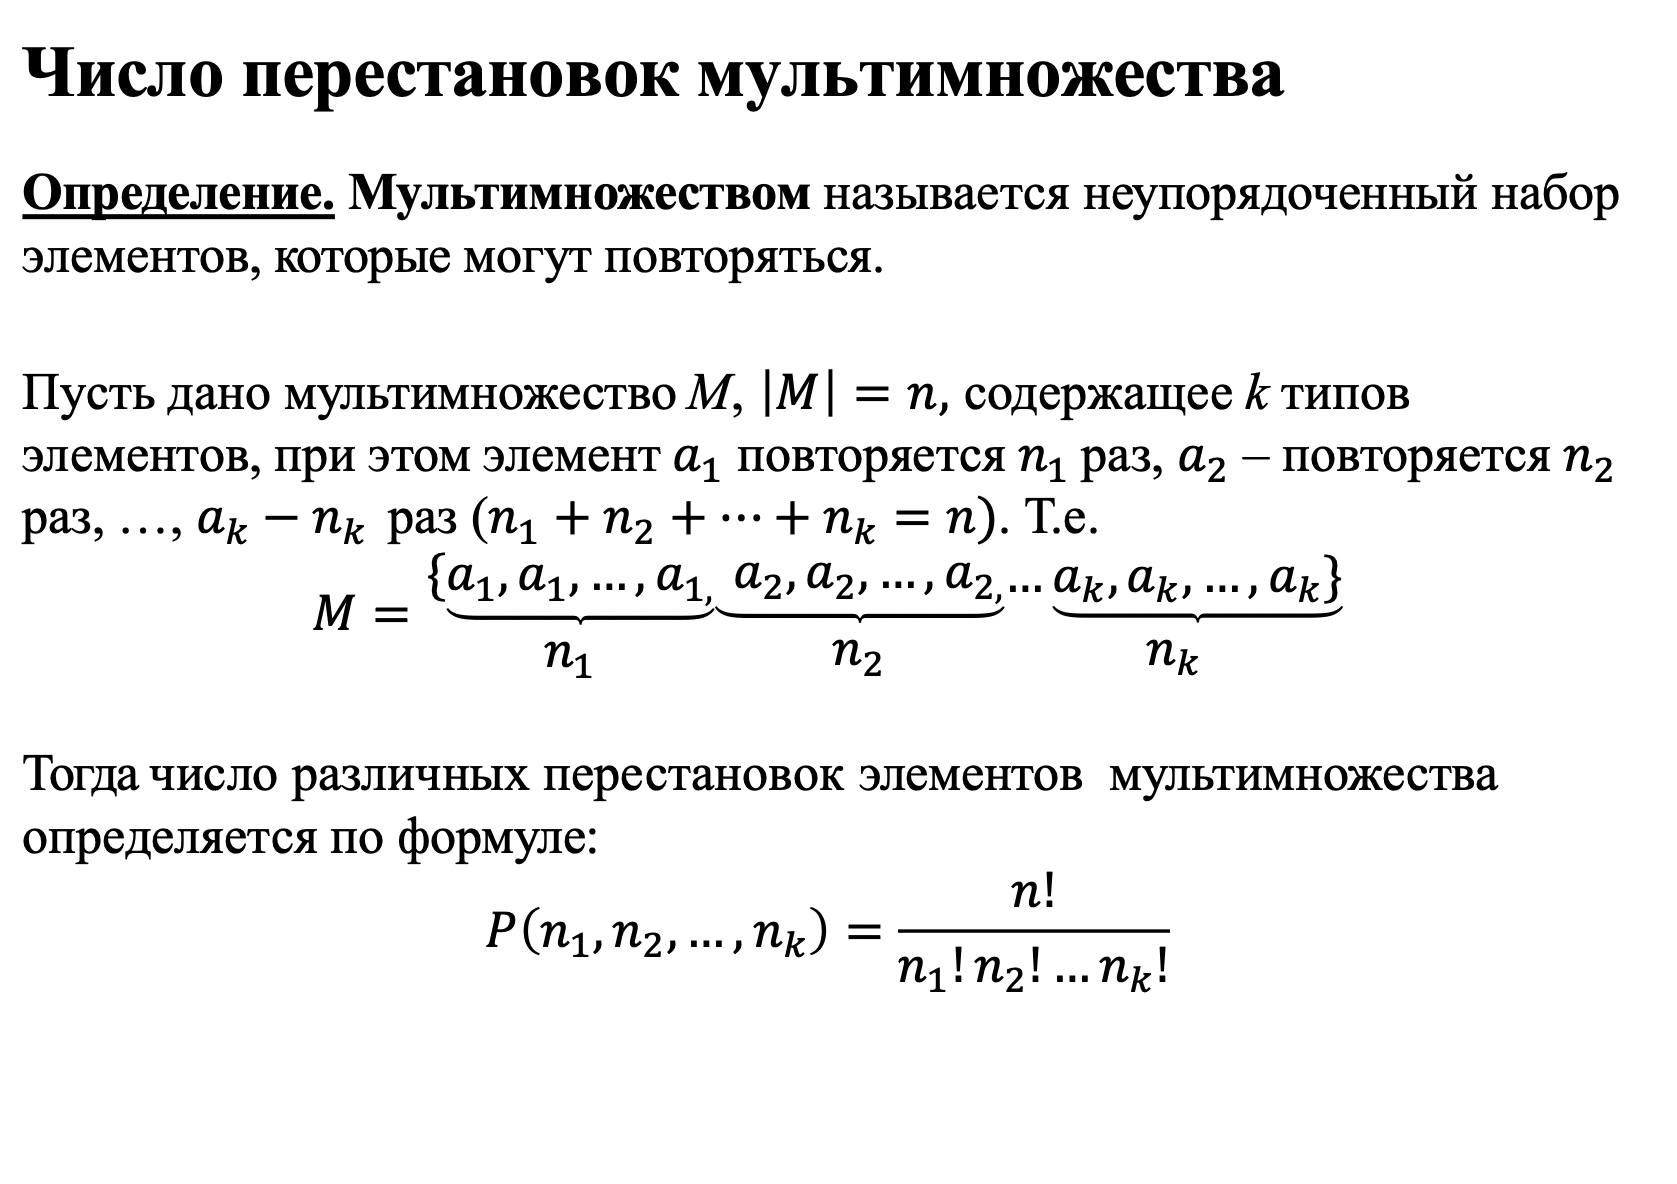 Число перестановок мультимножества
Определение. Мультимножеством называется неупорядоченный набор
элементов, которые могут повторяться.
Пусть дано мультимножество M, |M| = n, содержащее k типов
элементов, при этом элемент a₁ повторяется n₁ раз, a₂ – повторяется n₂
раз, …, aₖ − nₖ раз (n₁ + n₂ + ⋯ + nₖ = n). Т.е.
M = {a₁, a₁, … , a₁, a₂, a₂, … , a₂, … aₖ, aₖ, … , aₖ}
n₁ n₂ nₖ
Тогда число различных перестановок элементов мультимножества
определяется по формуле:
P(n₁, n₂, … , nₖ) = n! / n₁! n₂! … nₖ!